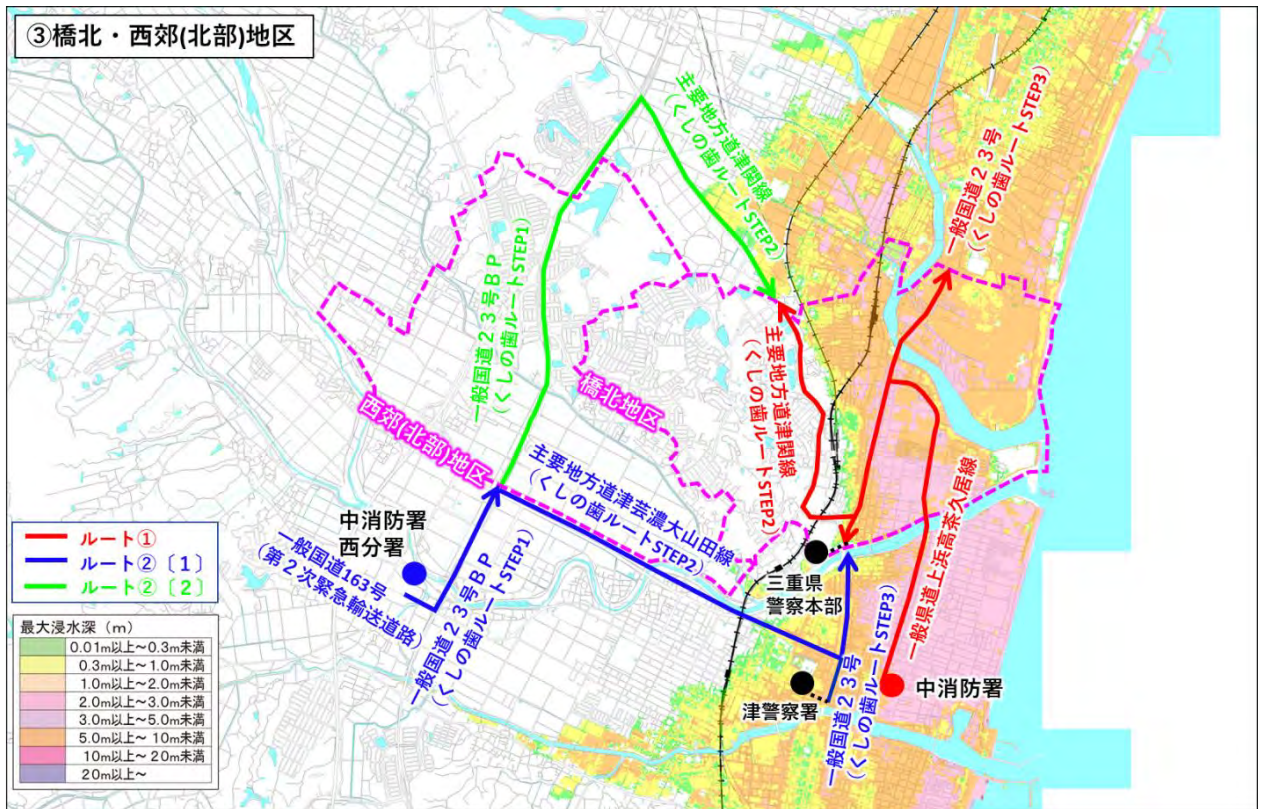 ③橋北・西郊(北部)地区
主要地方道津関線
(くしの歯ルートSTEP2)
一般国道23号
(くしの歯ルートSTEP3)
一般国道23号BP
(くしの歯ルートSTEP1)
橋北地区
西郊(北部)地区
主要地方道津関線
(くしの歯ルートSTEP2)
主要地方道津芸濃大山田線
(くしの歯ルートSTEP2)
一般県道上浜高茶久居線
中消防署
西分署
一般国道163号
(第2次緊急輸送道路)
一般国道23号BP
(くしの歯ルートSTEP1)
三重県
警察本部
一般国道23号
(くしの歯ルートSTEP3)
津警察署
中消防署
ルート①
ルート②〔1〕
ルート②〔2〕
最大浸水深(m)
0.01m以上~0.3m未満
0.3m以上~1.0m未満
1.0m以上~2.0m未満
2.0m以上~3.0m未満
3.0m以上~5.0m未満
5.0m以上~10m未満
10m以上~20m未満
20m以上~